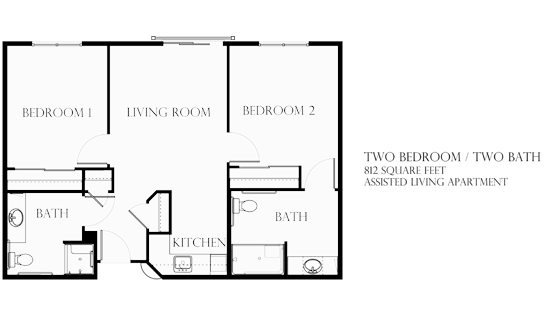 BEDROOM 1
LIVING ROOM
BEDROOM 2
TWO BEDROOM / TWO BATH
812 SQUARE FEET
ASSISTED LIVING APARTMENT
BATH
BATH
KITCHEN